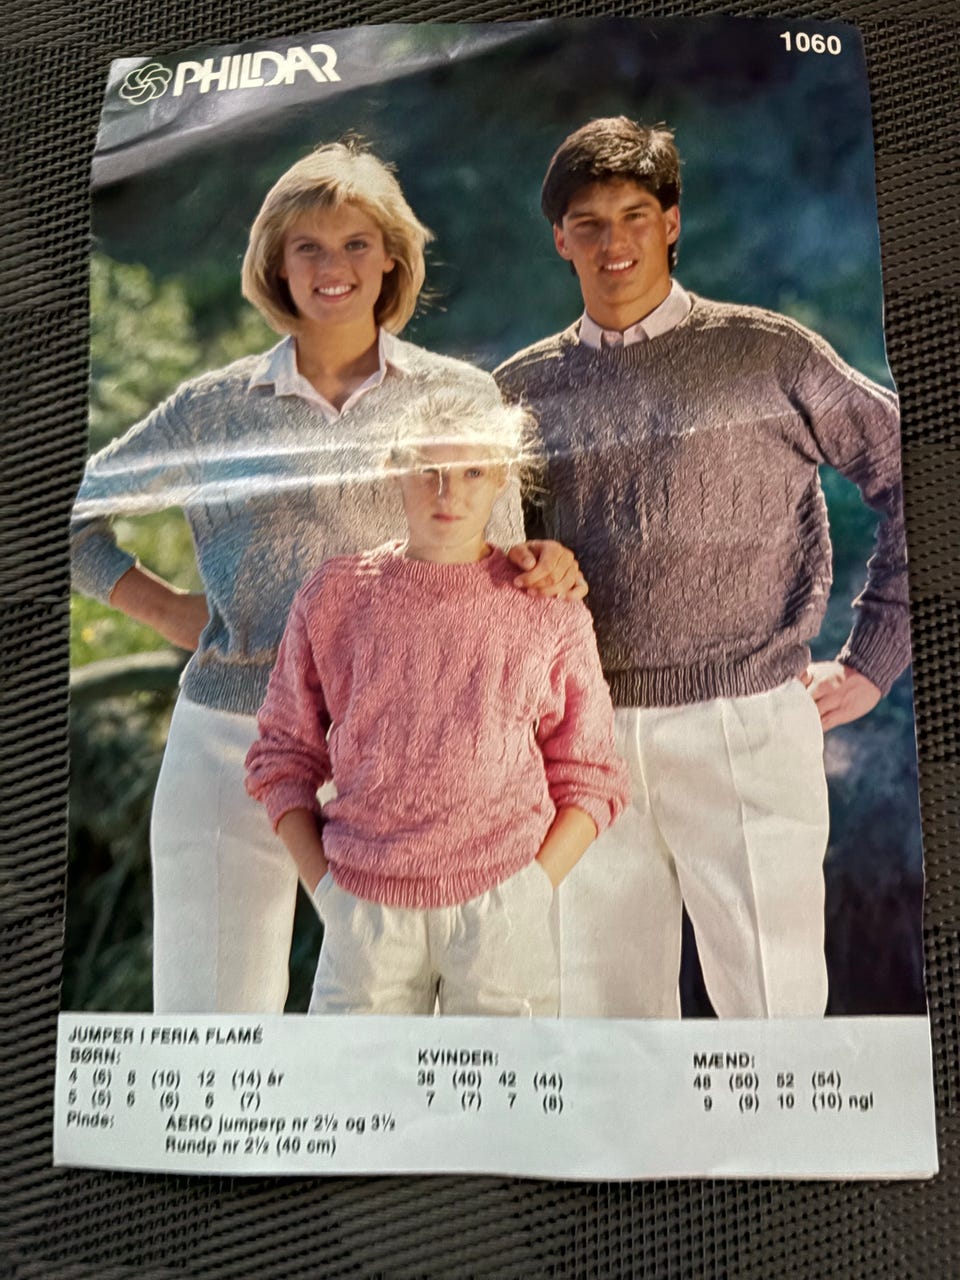 PHILDAR
1060
JUMPER I FERIA FLAMÉ
BØRN:
4 (6) 8 (10) 12 (14) år
5 (5) 6 (6) 6 (7)
KVINDER:
38 (40) 42 (44)
7 (7) 7 (8)
MÆND:
48 (50) 52 (54)
9 (9) 10 (10) ngl
Pinde: AERO jumperp nr 2½ og 3½
Rundp nr 2½ (40 cm)